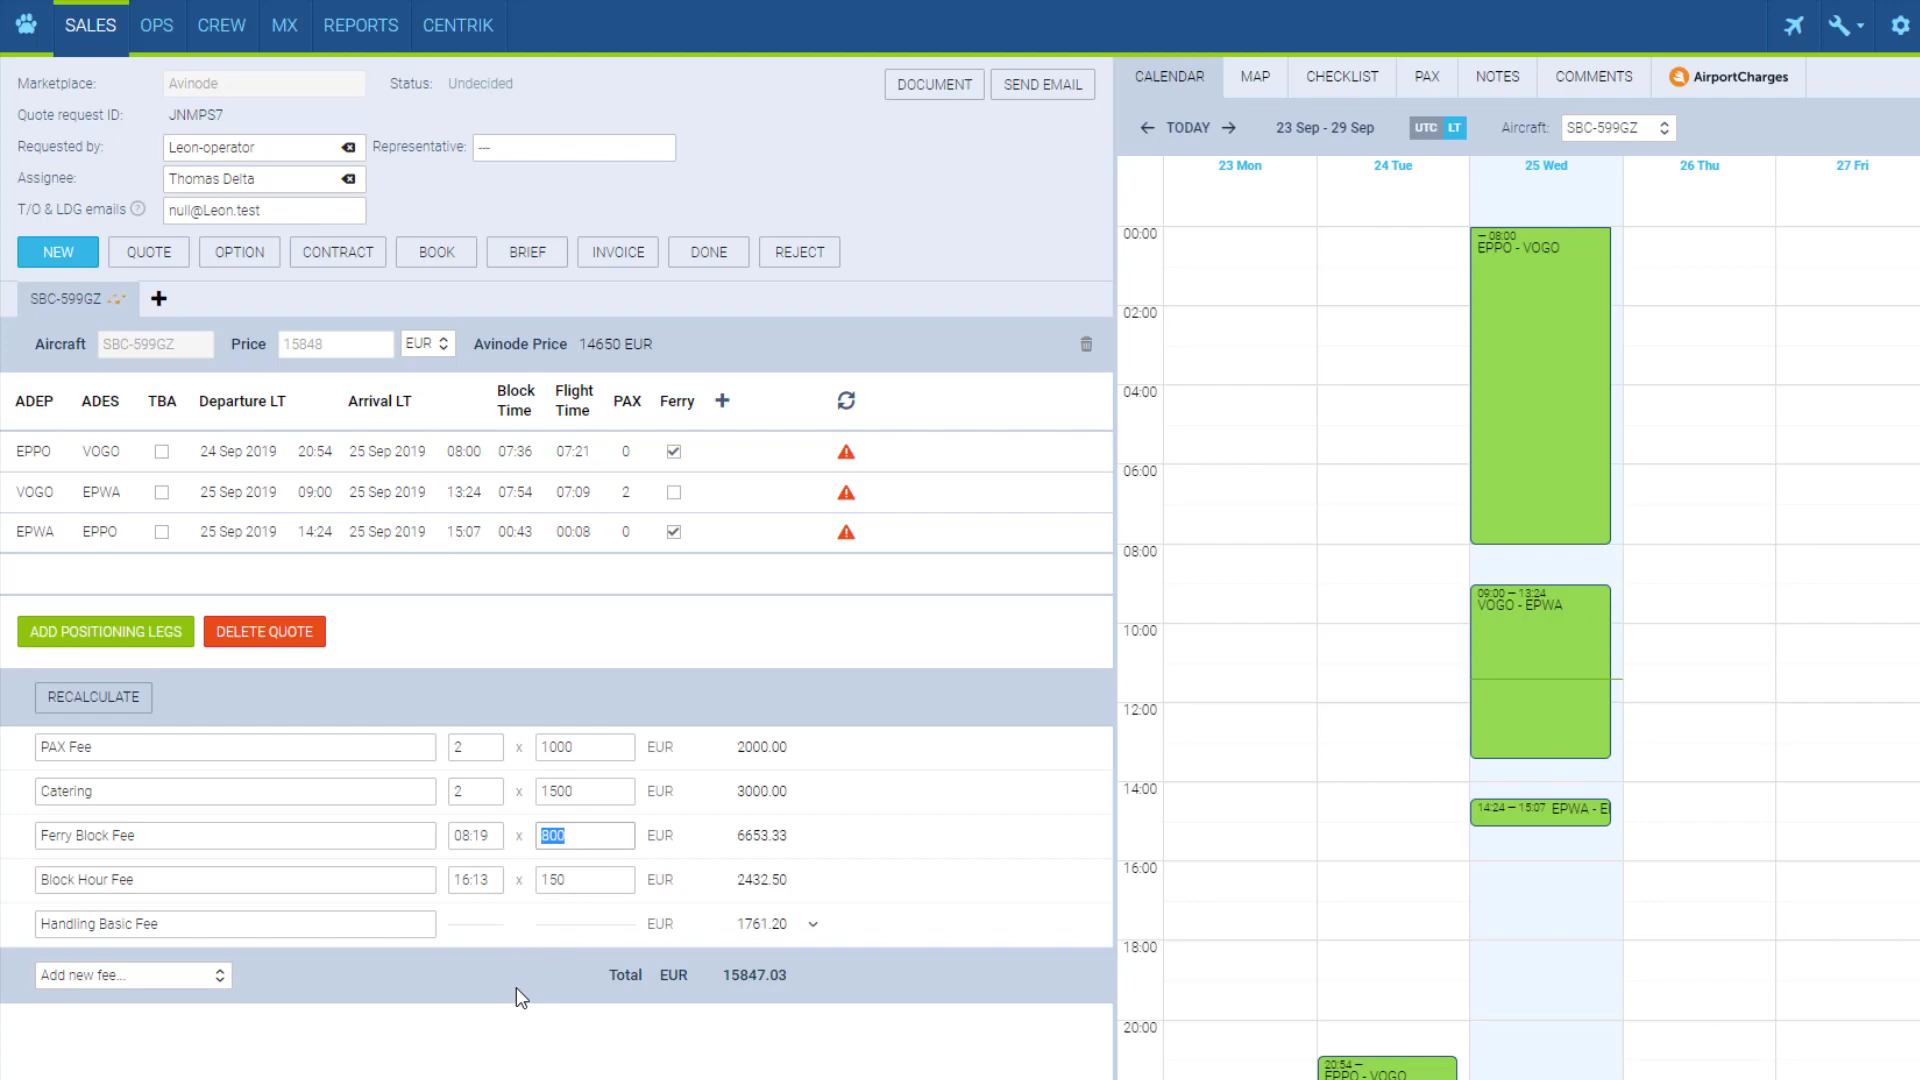 SALES OPS CREW MX REPORTS CENTRIK
Marketplace: Avinode Status: Undecided DOCUMENT SEND EMAIL
Quote request ID: JNMPS7
Requested by: Leon-operator Representative: ---
Assignee: Thomas Delta
T/O & LDG emails ? null@Leon.test
NEW QUOTE OPTION CONTRACT BOOK BRIEF INVOICE DONE REJECT
SBC-599GZ
Aircraft SBC-599GZ Price 15848 EUR Avinode Price 14650 EUR
ADEP ADES TBA Departure LT Arrival LT Block Time Flight Time PAX Ferry
EPPO VOGO 24 Sep 2019 20:54 25 Sep 2019 08:00 07:36 07:21 0
VOGO EPWA 25 Sep 2019 09:00 25 Sep 2019 13:24 07:54 07:09 2
EPWA EPPO 25 Sep 2019 14:24 25 Sep 2019 15:07 00:43 00:08 0
ADD POSITIONING LEGS DELETE QUOTE
RECALCULATE
PAX Fee 2 x 1000 EUR 2000.00
Catering 2 x 1500 EUR 3000.00
Ferry Block Fee 08:19 x 800 EUR 6653.33
Block Hour Fee 16:13 x 150 EUR 2432.50
Handling Basic Fee EUR 1761.20
Add new fee... Total EUR 15847.03
CALENDAR MAP CHECKLIST PAX NOTES COMMENTS AirportCharges
TODAY 23 Sep - 29 Sep UTC LT Aircraft: SBC-599GZ
23 Mon 24 Tue 25 Wed 26 Thu 27 Fri
00:00
— 08:00
EPPO - VOGO
02:00
04:00
06:00
08:00
09:00 — 13:24
VOGO - EPWA
10:00
12:00
14:00
14:24 — 15:07 EPWA - E
16:00
18:00
20:00
20:54 —
EPPO - VOGO